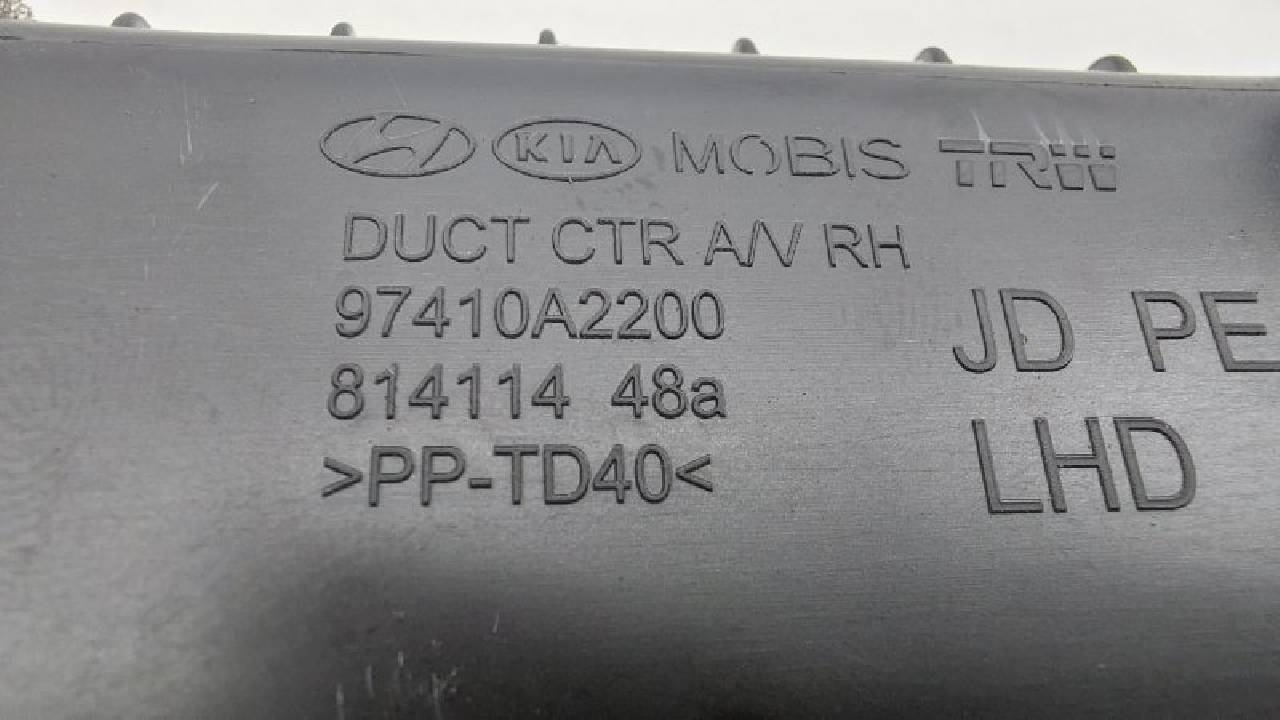 KIA MOBIS TRW
DUCT CTR A/V RH
97410A2200
814114 48a
>PP-TD40<
JD PE
LHD